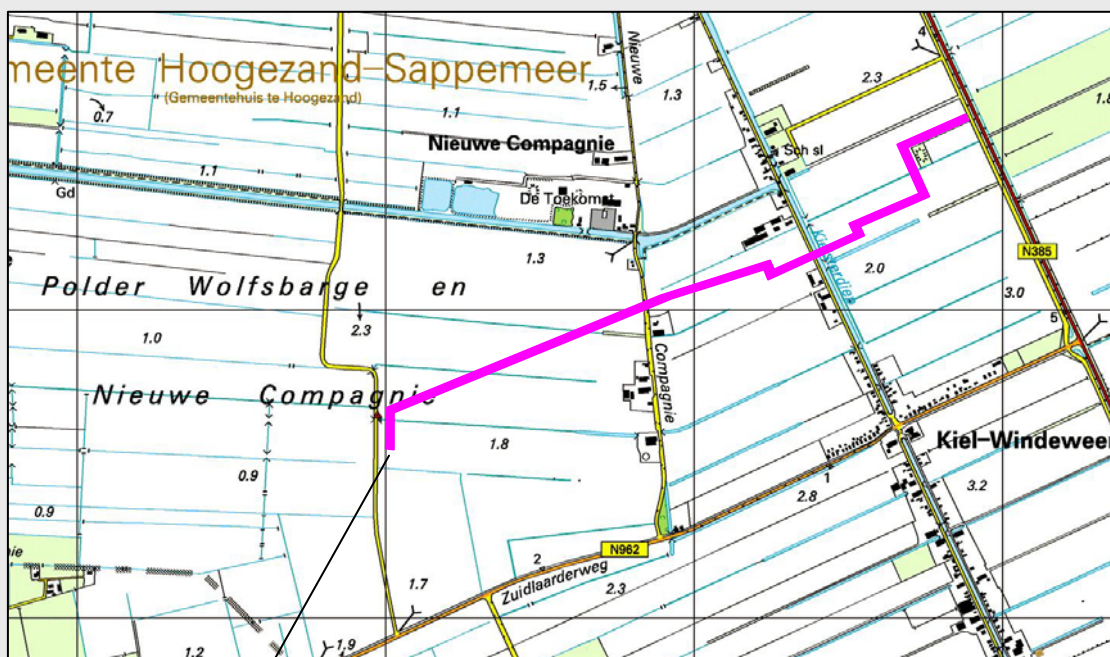 meente Hoogezand-Sappemeer
(Gemeentehuis te Hoogezand)
4
2.3
1.8
0.7
1.1
1.5
Nieuwe
1.3
Nieuwe Compagnie
Sch sl
1.1
Gd
De Toekomst
1.3
2.0
N385
3.0
Polder Wolfsbarge en
2.3
5
1.0
Compagnie
Nieuwe Compagnie
1.8
Kiel-Windeweer
0.9
1
2.8
3.2
0.9
N962
2
Zuidlaarderweg
2.3
1.7
1.9
1.2